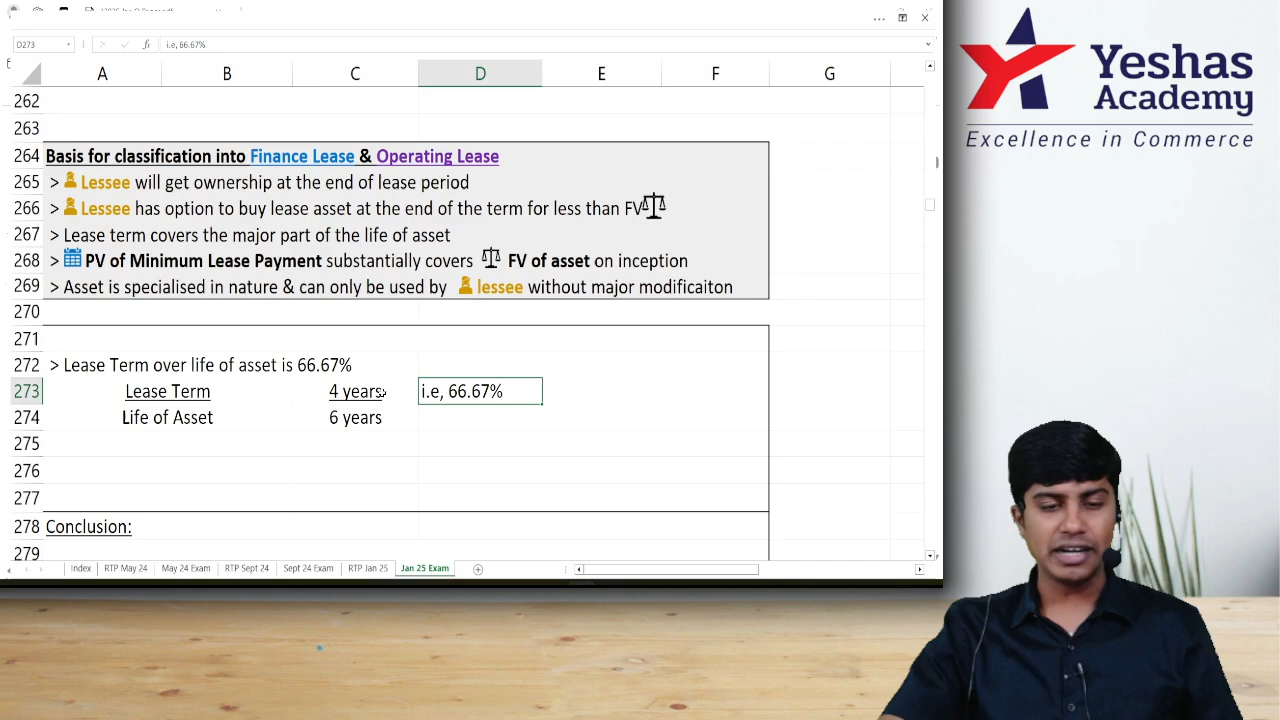 D273
i.e, 66.67%
A B C D E F G
262
263
264 Basis for classification into Finance Lease & Operating Lease
265 > Lessee will get ownership at the end of lease period
266 > Lessee has option to buy lease asset at the end of the term for less than FV
267 > Lease term covers the major part of the life of asset
268 > PV of Minimum Lease Payment substantially covers FV of asset on inception
269 > Asset is specialised in nature & can only be used by lessee without major modificaiton
270
271
272 > Lease Term over life of asset is 66.67%
273 Lease Term 4 years i.e, 66.67%
274 Life of Asset 6 years
275
276
277
278 Conclusion:
279
Index RTP May 24 May 24 Exam RTP Sept 24 Sept 24 Exam RTP Jan 25 Jan 25 Exam
Yeshas
Academy
Excellence in Commerce